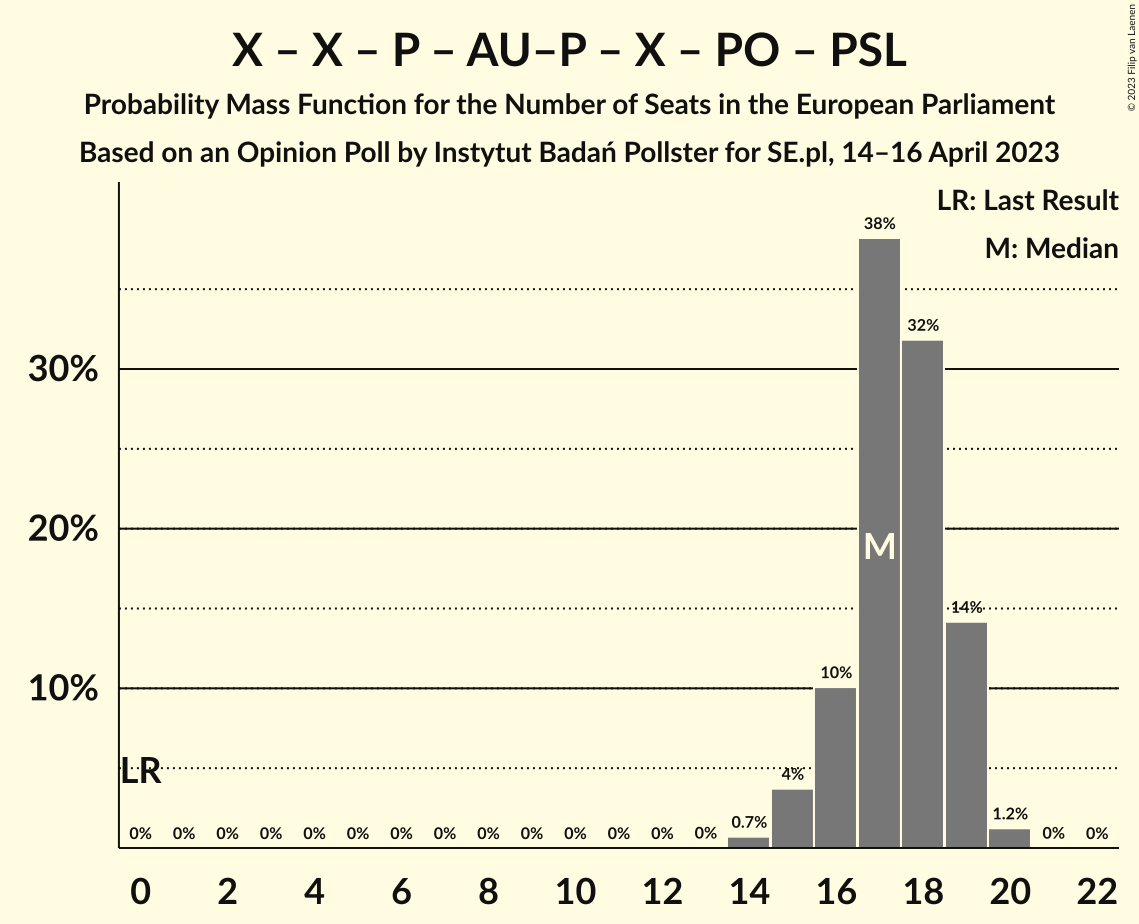 X – X – P – AU–P – X – PO – PSL
Probability Mass Function for the Number of Seats in the European Parliament
Based on an Opinion Poll by Instytut Badań Pollster for SE.pl, 14–16 April 2023
© 2023 Filip van Laenen
LR: Last Result
M: Median
38%
32%
30%
20%
M
14%
10%
10%
LR
4%
0% 0% 0% 0% 0% 0% 0% 0% 0% 0% 0% 0% 0% 0% 0.7% 1.2% 0% 0%
0 2 4 6 8 10 12 14 16 18 20 22